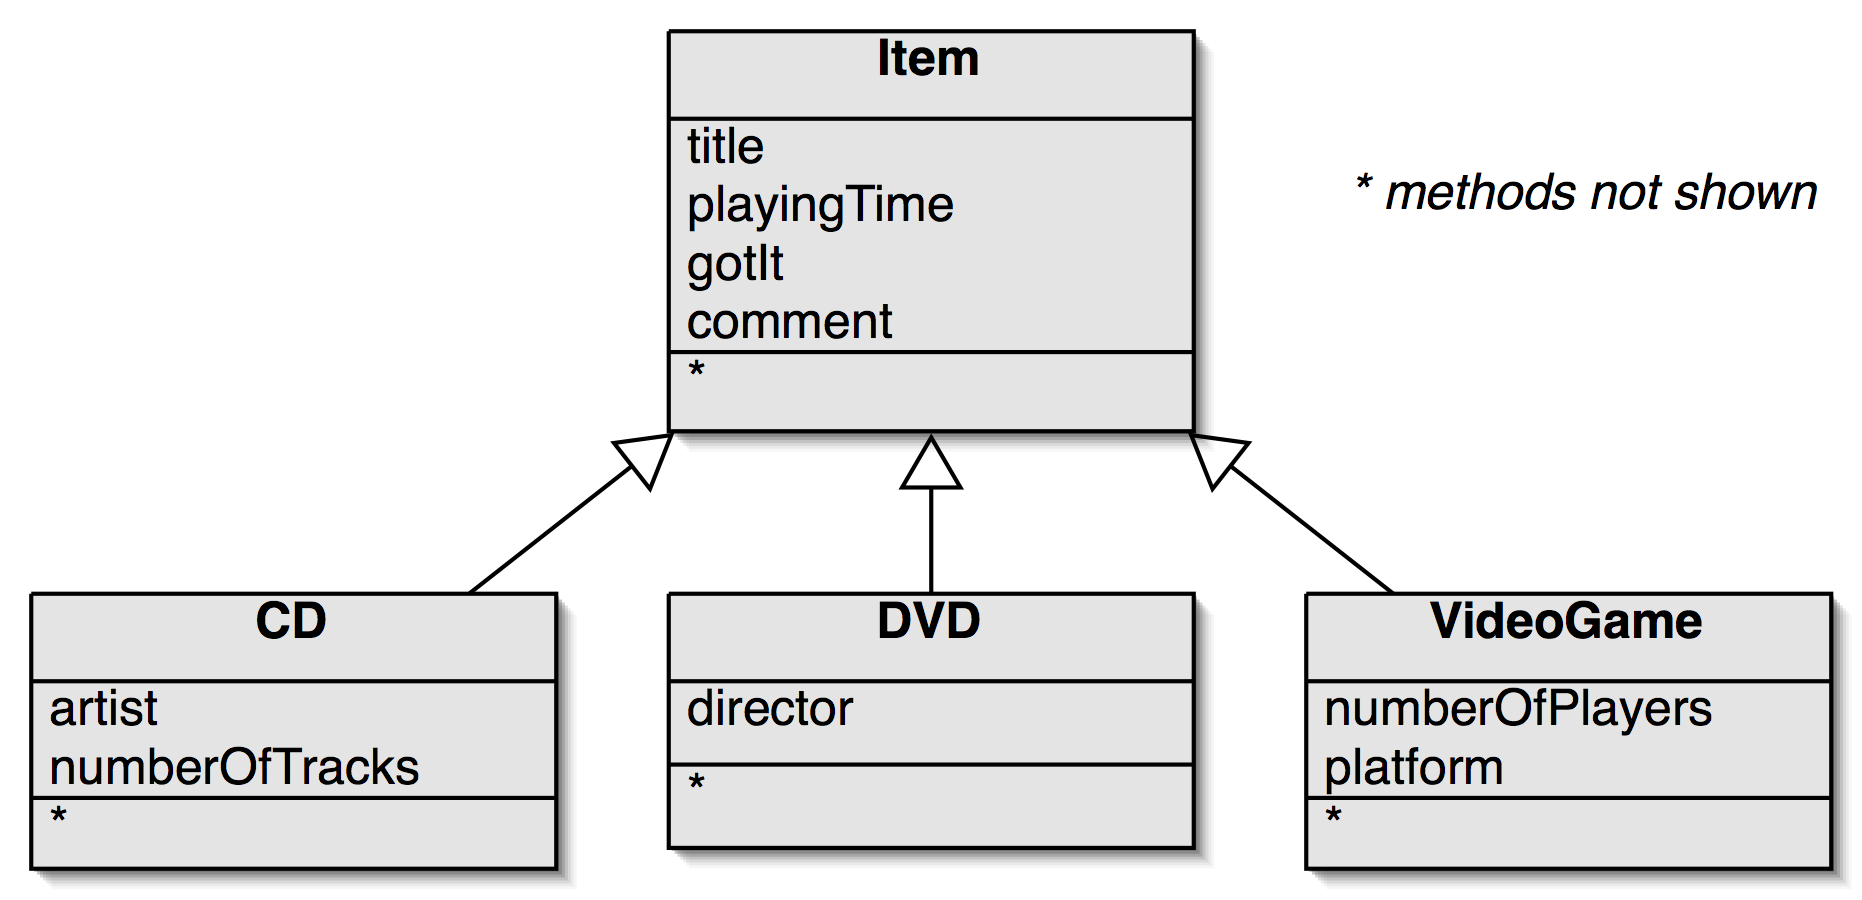 Item
title
playingTime
gotIt
comment
*
* methods not shown
CD
artist
numberOfTracks
*
DVD
director
*
VideoGame
numberOfPlayers
platform
*